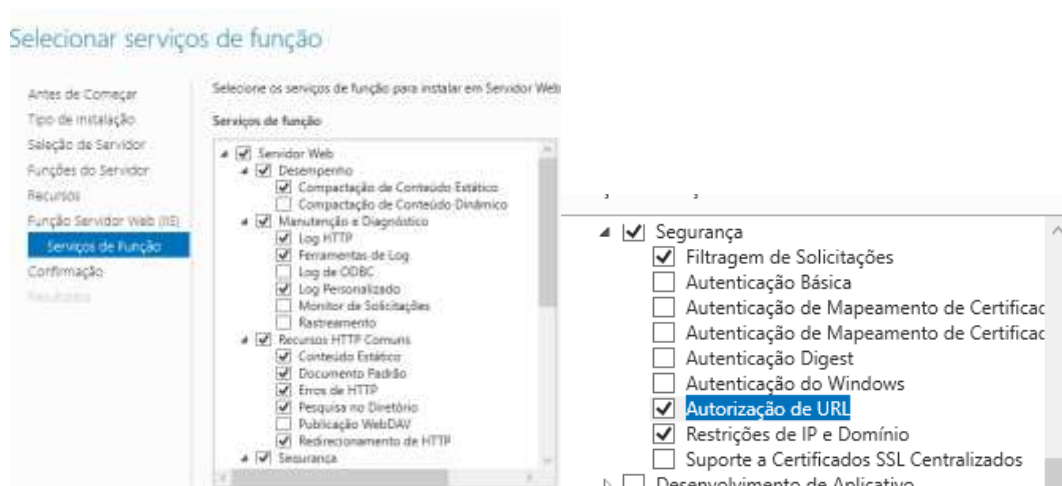 Selecionar serviços de função
Antes de Começar
Tipo de Instalação
Seleção de Servidor
Funções do Servidor
Recursos
Função Servidor Web (IIS)
Serviços de Função
Confirmação
Resultados
Selecione os serviços de função para instalar em Servidor Web
Serviços de função
Servidor Web
Desempenho
Compactação de Conteúdo Estático
Compactação de Conteúdo Dinâmico
Manutenção e Diagnóstico
Log HTTP
Ferramentas de Log
Log de ODBC
Log Personalizado
Monitor de Solicitações
Rastreamento
Recursos HTTP Comuns
Conteúdo Estático
Documento Padrão
Erros de HTTP
Pesquisa no Diretório
Publicação WebDAV
Redirecionamento de HTTP
Segurança
Segurança
Filtragem de Solicitações
Autenticação Básica
Autenticação de Mapeamento de Certificac
Autenticação de Mapeamento de Certificac
Autenticação Digest
Autenticação do Windows
Autorização de URL
Restrições de IP e Domínio
Suporte a Certificados SSL Centralizados
Desenvolvimento de Aplicativo